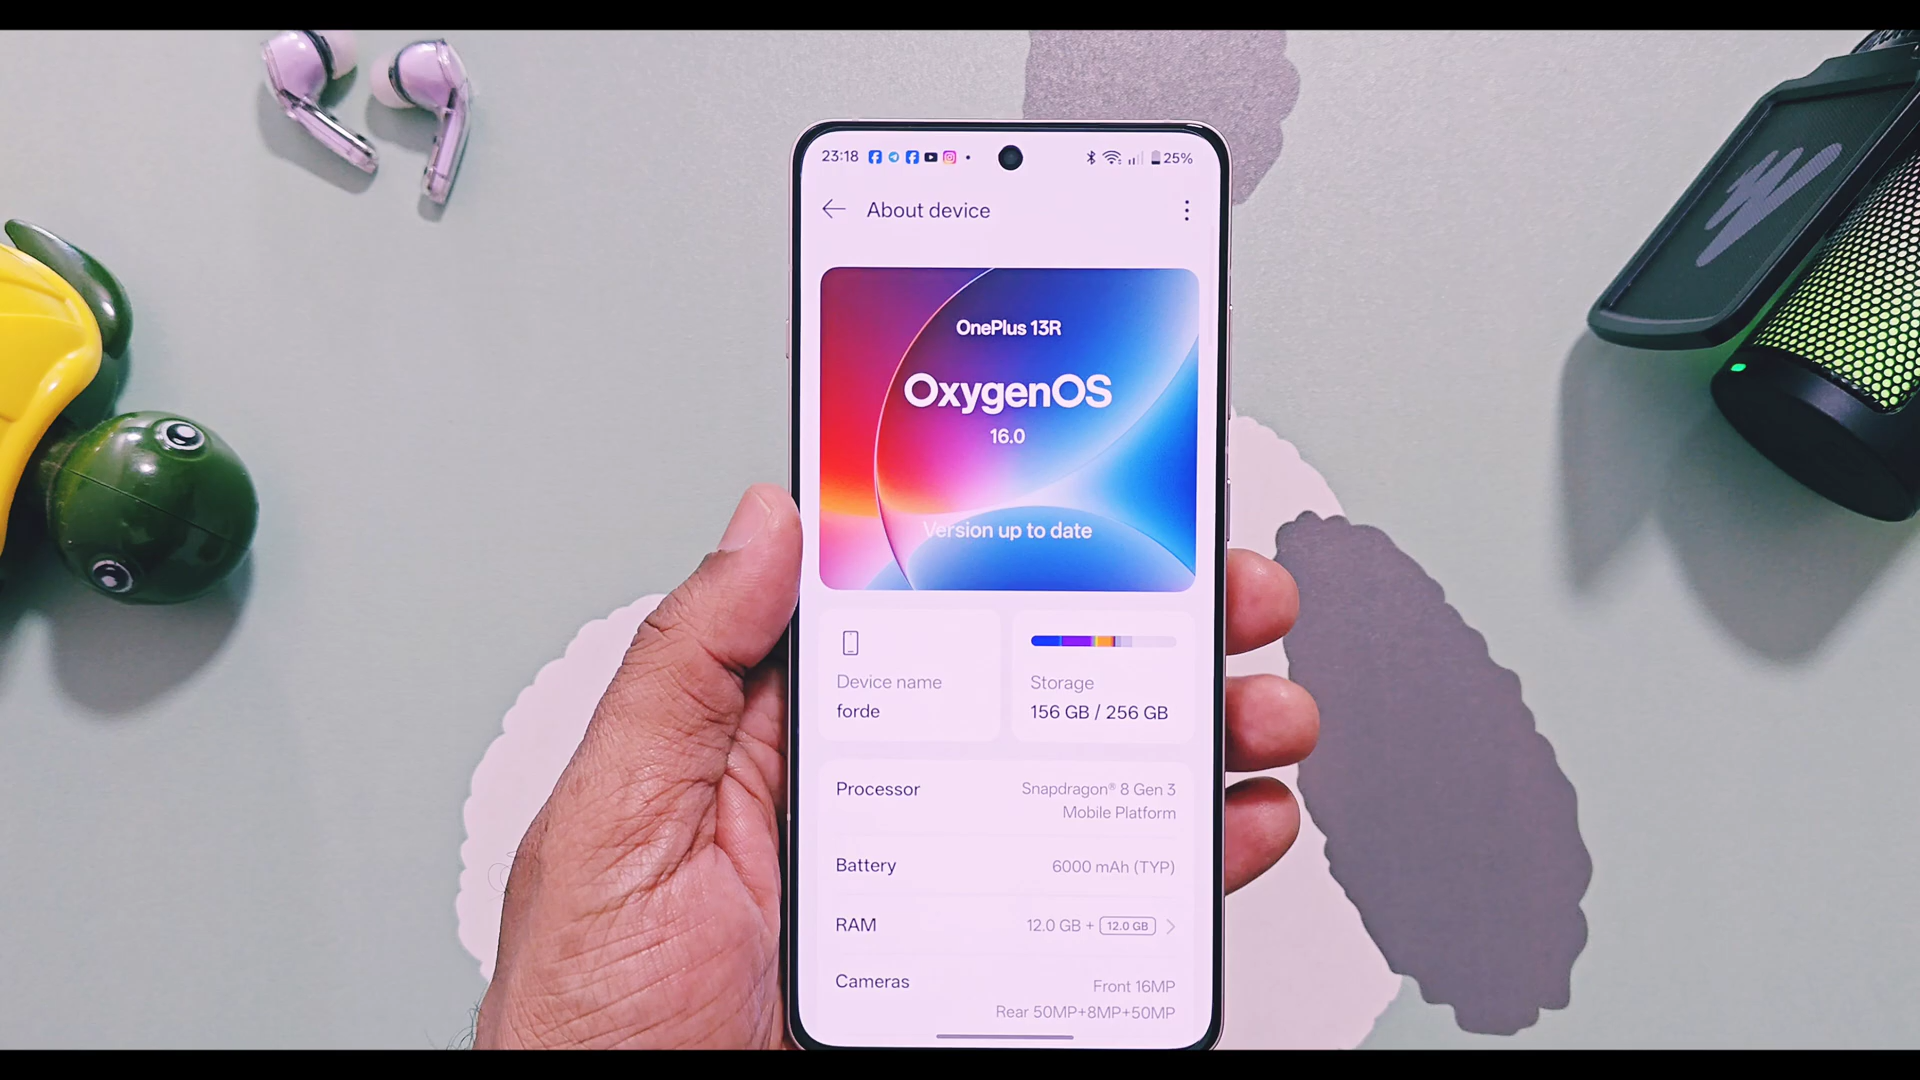 23:18 25%
About device
OnePlus 13R
OxygenOS
16.0
Version up to date
Device name
forde
Storage
156 GB / 256 GB
Processor
Snapdragon® 8 Gen 3
Mobile Platform
Battery
6000 mAh (TYP)
RAM
12.0 GB + 12.0 GB
Cameras
Front 16MP
Rear 50MP+8MP+50MP